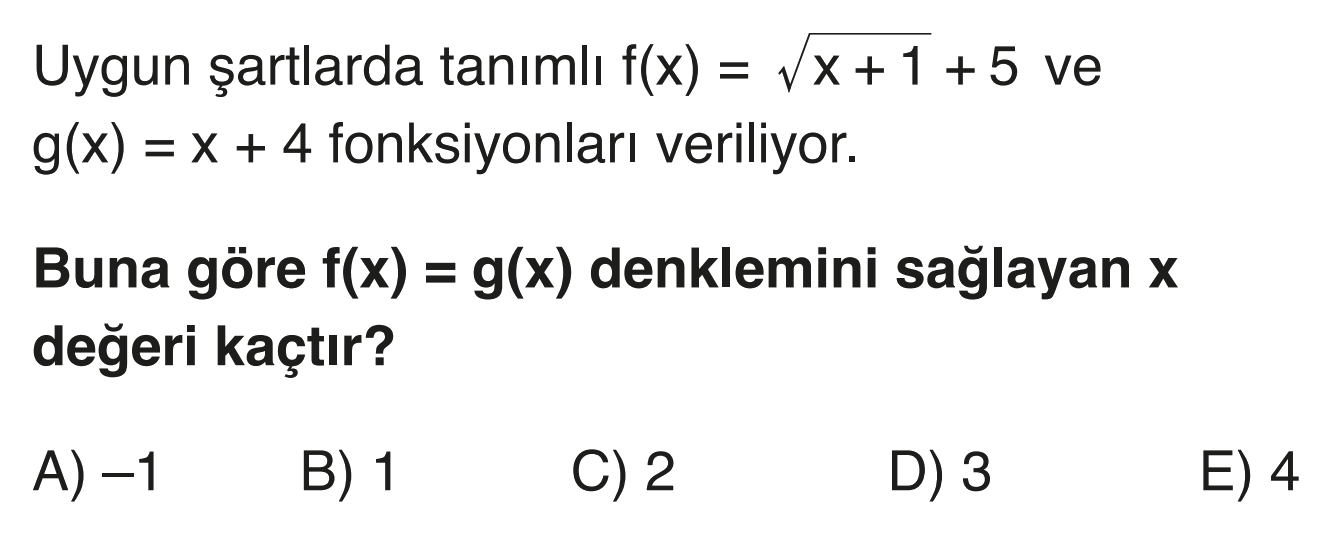 Uygun şartlarda tanımlı f(x) = √x + 1 + 5 ve
g(x) = x + 4 fonksiyonları veriliyor.
Buna göre f(x) = g(x) denklemini sağlayan x
değeri kaçtır?
A) –1 B) 1 C) 2 D) 3 E) 4